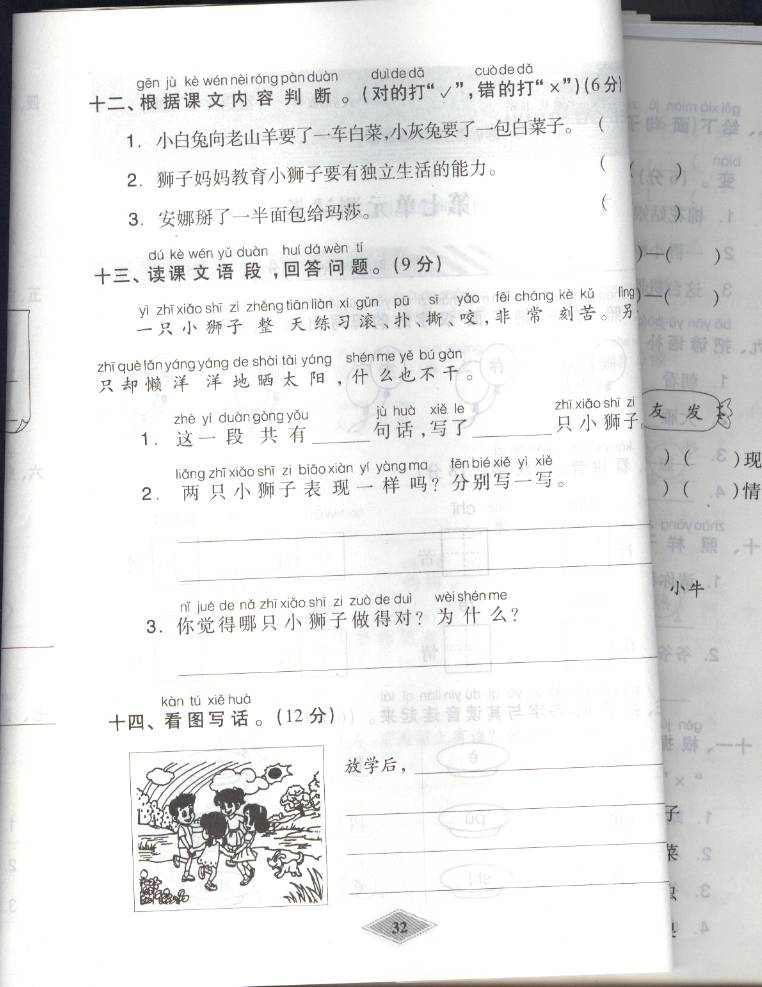 gēn jù kè wén nèi róng pàn duàn duì de dǎ cuò de dǎ
十二、根据课文内容判断。(对的打“√”,错的打“×”)(6分)
1. 小白兔向老山羊要了一车白菜,小灰兔要了一包白菜子。 (
2. 狮子妈妈教育小狮子要有独立生活的能力。 (
3. 安娜掰了一半面包给玛莎。 (
dú kè wén yǔ duàn huí dá wèn tí
十三、读课文语段,回答问题。(9分)
yì zhī xiǎo shī zi zhěng tiān liàn xí gǔn pū sī yǎo fēi cháng kè kǔ lìng
一只小狮子整天练习滚、扑、撕、咬,非常刻苦。另
zhī què lǎn yáng yáng de shài tài yáng shén me yě bú gàn
只却懒洋洋地晒太阳,什么也不干。
zhè yí duàn gòng yǒu jù huà xiě le zhī xiǎo shī zi
1. 这一段共有______句话,写了________只小狮子
liǎng zhī xiǎo shī zi biǎo xiàn yí yàng ma fēn bié xiě yì xiě
2. 两只小狮子表现一样吗?分别写一写。
nǐ jué de nǎ zhī xiǎo shī zi zuò de duì wèi shén me
3. 你觉得哪只小狮子做得对?为什么?
kàn tú xiě huà
十四、看图写话。(12分)
放学后,
32
( )
( )
)—( )
)—( )
友 发
) ( )现
) ( )情
小牛
子
菜